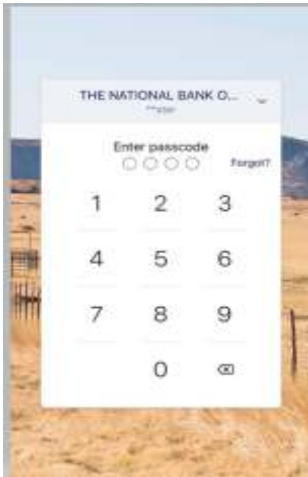 THE NATIONAL BANK O...
Enter passcode
Forgot?
1 2 3
4 5 6
7 8 9
0